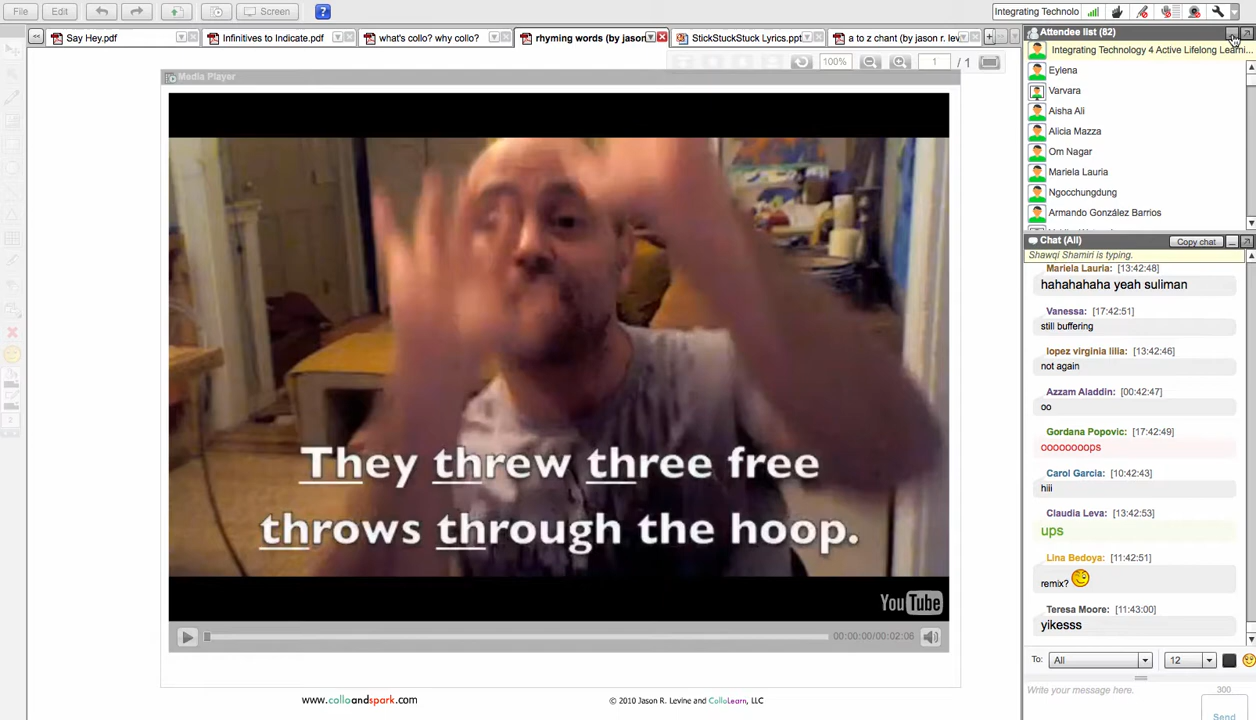 File
Edit
Screen
?
Integrating Technolo
<<
Say Hey.pdf
Infinitives to Indicate.pdf
what's collo? why collo?
rhyming words (by jason
StickStuckStuck Lyrics.ppt
a to z chant (by jason r. lev
Media Player
100%
1
/ 1
They threw three free
throws through the hoop.
YouTube
00:00:00/00:02:06
www.colloandspark.com
© 2010 Jason R. Levine and ColloLearn, LLC
Attendee list (82)
Integrating Technology 4 Active Lifelong Learni...
Eylena
Varvara
Aisha Ali
Alicia Mazza
Om Nagar
Mariela Lauria
Ngocchungdung
Armando González Barrios
Chat (All)
Copy chat
Shawqi Shamiri is typing.
Mariela Lauria: [13:42:48]
hahahahaha yeah suliman
Vanessa: [17:42:51]
still buffering
lopez virginia lilia: [13:42:46]
not again
Azzam Aladdin: [00:42:47]
oo
Gordana Popovic: [17:42:49]
oooooooops
Carol Garcia: [10:42:43]
hiii
Claudia Leva: [13:42:53]
ups
Lina Bedoya: [11:42:51]
remix?
Teresa Moore: [11:43:00]
yikesss
To: All 12
Write your message here.
300
Send